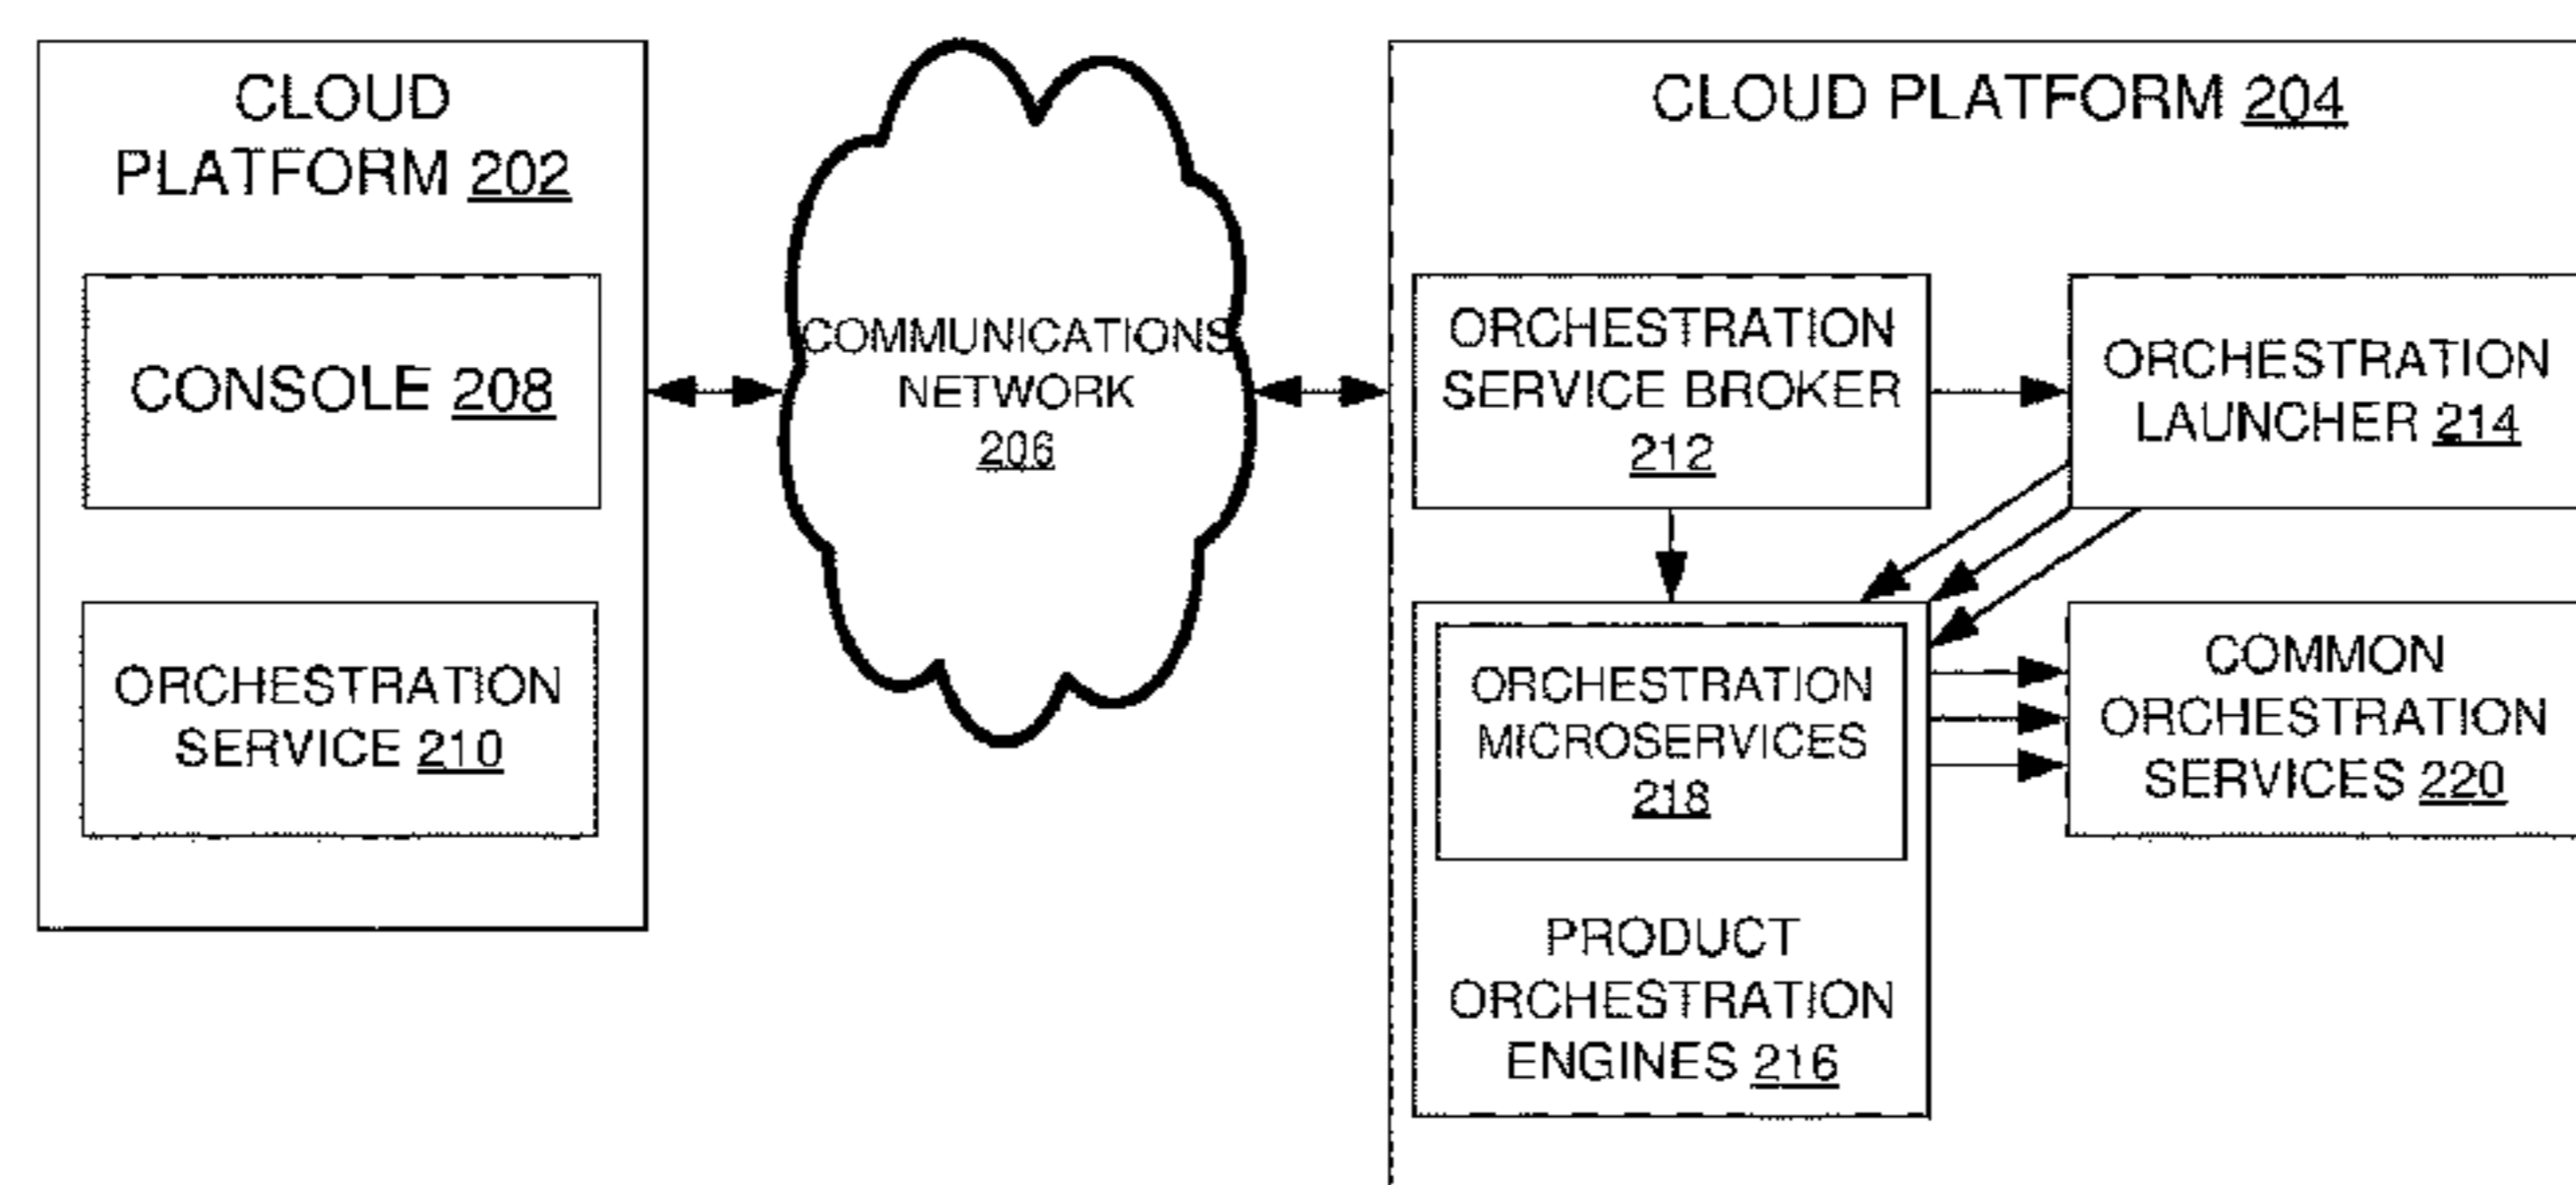 CLOUD
PLATFORM 202
CONSOLE 208
ORCHESTRATION
SERVICE 210
COMMUNICATIONS
NETWORK
206
CLOUD PLATFORM 204
ORCHESTRATION
SERVICE BROKER
212
ORCHESTRATION
LAUNCHER 214
ORCHESTRATION
MICROSERVICES
218
PRODUCT
ORCHESTRATION
ENGINES 216
COMMON
ORCHESTRATION
SERVICES 220